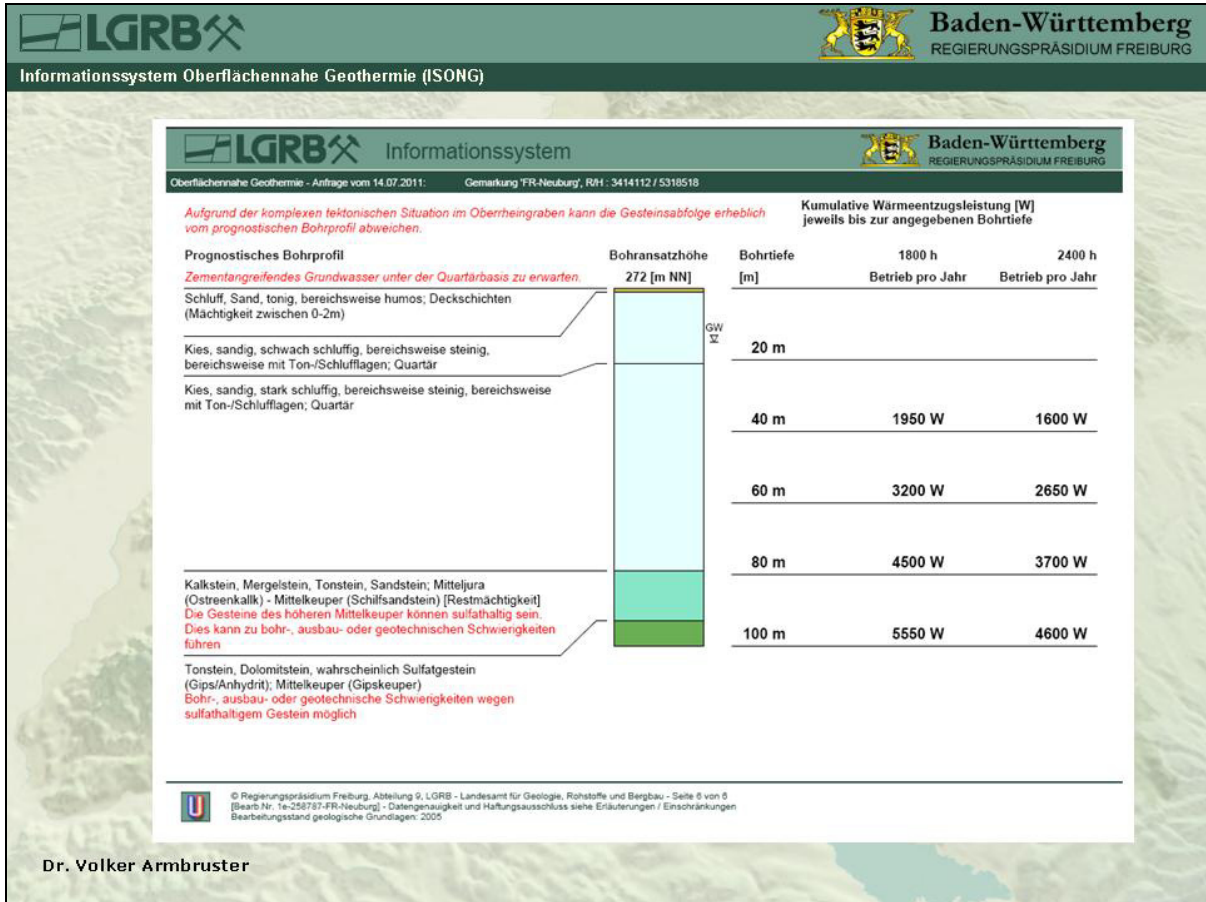 LGRB
Baden-Württemberg
REGIERUNGSPRÄSIDIUM FREIBURG
Informationssystem Oberflächennahe Geothermie (ISONG)
LGRB Informationssystem
Baden-Württemberg
REGIERUNGSPRÄSIDIUM FREIBURG
Oberflächennahe Geothermie - Anfrage vom 14.07.2011: Gemarkung 'FR-Neuburg', R/H : 3414112 / 5318518
Aufgrund der komplexen tektonischen Situation im Oberrheingraben kann die Gesteinsabfolge erheblich
vom prognostischen Bohrprofil abweichen.
Kumulative Wärmeentzugsleistung [W]
jeweils bis zur angegebenen Bohrtiefe
Prognostisches Bohrprofil Bohransatzhöhe Bohrtiefe 1800 h 2400 h
Zementangreifendes Grundwasser unter der Quartärbasis zu erwarten. 272 [m NN] [m] Betrieb pro Jahr Betrieb pro Jahr
Schluff, Sand, tonig, bereichsweise humos; Deckschichten
(Mächtigkeit zwischen 0-2m)
GW
20 m
Kies, sandig, schwach schluffig, bereichsweise steinig,
bereichsweise mit Ton-/Schlufflagen; Quartär
Kies, sandig, stark schluffig, bereichsweise steinig, bereichsweise
mit Ton-/Schlufflagen; Quartär
40 m 1950 W 1600 W
60 m 3200 W 2650 W
80 m 4500 W 3700 W
Kalkstein, Mergelstein, Tonstein, Sandstein; Mitteljura
(Ostreenkallk) - Mittelkeuper (Schilfsandstein) [Restmächtigkeit]
Die Gesteine des höheren Mittelkeuper können sulfathaltig sein.
Dies kann zu bohr-, ausbau- oder geotechnischen Schwierigkeiten
führen
100 m 5550 W 4600 W
Tonstein, Dolomitstein, wahrscheinlich Sulfatgestein
(Gips/Anhydrit); Mittelkeuper (Gipskeuper)
Bohr-, ausbau- oder geotechnische Schwierigkeiten wegen
sulfathaltigem Gestein möglich
© Regierungspräsidium Freiburg, Abteilung 9, LGRB - Landesamt für Geologie, Rohstoffe und Bergbau - Seite 6 von 6
[Bearb.Nr. 1e-258787-FR-Neuburg] - Datengenauigkeit und Haftungsausschluss siehe Erläuterungen / Einschränkungen
Bearbeitungsstand geologische Grundlagen: 2005
Dr. Volker Armbruster